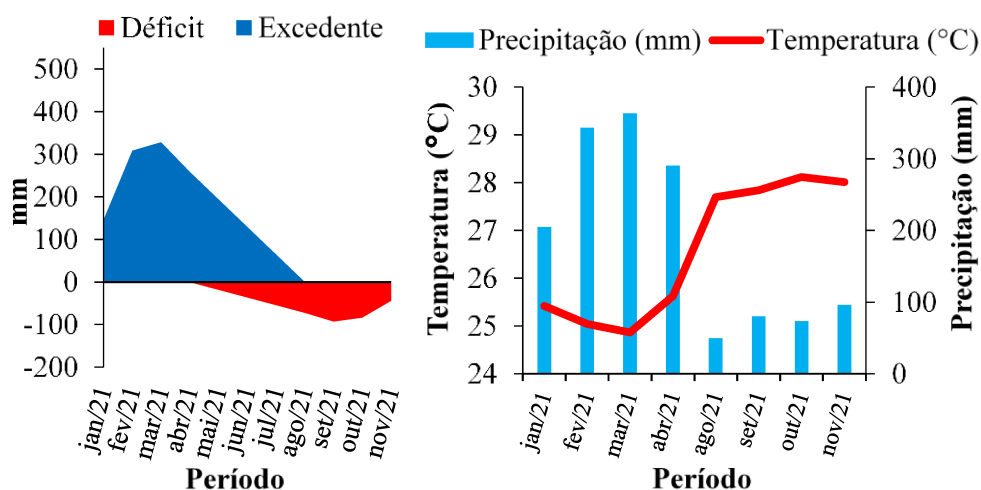 Déficit Excedente
500
400
300
200
100
0
-100
-200
mm
jan/21
fev/21
mar/21
abr/21
mai/21
jun/21
jul/21
ago/21
set/21
out/21
nov/21
Período
Precipitação (mm) Temperatura (°C)
30
29
28
27
26
25
24
Temperatura (°C)
400
300
200
100
0
Precipitação (mm)
jan/21
fev/21
mar/21
abr/21
ago/21
set/21
out/21
nov/21
Período